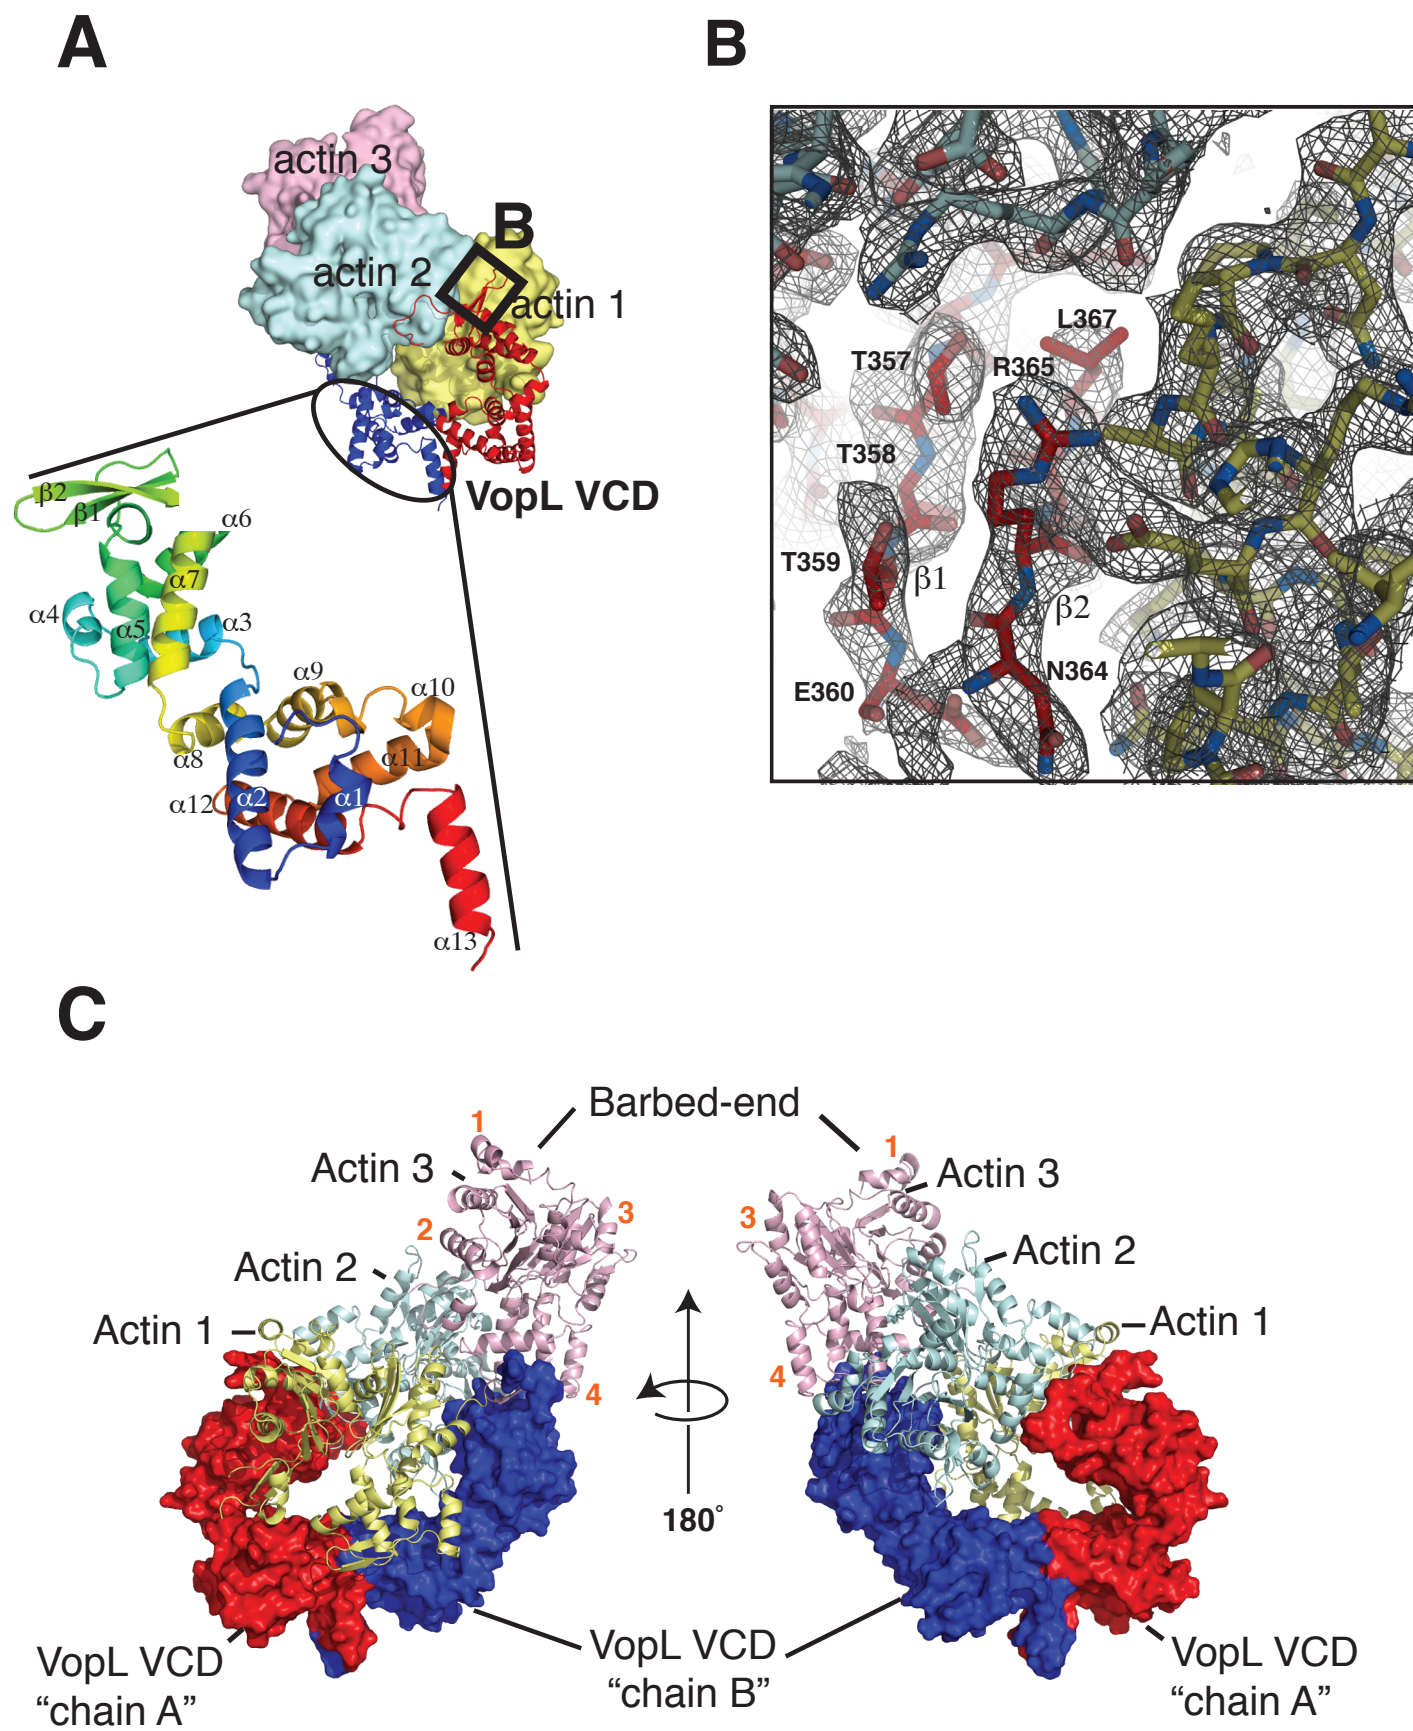 A
B
actin 3
B
actin 2
actin 1
VopL VCD
β2
β1
α6
α7
α4
α5
α3
α9
α10
α8
α11
α12
α2
α1
α13
L367
T357
R365
T358
T359
β1
β2
N364
E360
C
Barbed-end
1
1
Actin 3
Actin 3
2
3
3
Actin 2
Actin 2
Actin 1
Actin 1
4
4
180°
VopL VCD
“chain A”
VopL VCD
“chain B”
VopL VCD
“chain A”